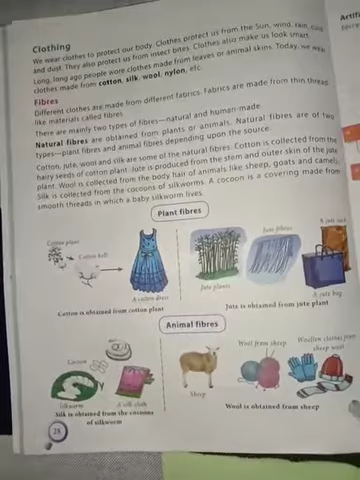 Clothing
We wear clothes to protect our body. Clothes protect us from the Sun, wind, rain, cold
and dust. They also protect us from insect bites. Clothes also make us look smart.
Long, long ago people wore clothes made from leaves or animal skins. Today, we wear
clothes made from cotton, silk, wool, nylon, etc.
Fibres
Different clothes are made from different fabrics. Fabrics are made from thin thread
like materials called fibres.
There are mainly two types of fibres—natural and human-made.
Natural fibres are obtained from plants or animals. Natural fibres are of two
types—plant fibres and animal fibres depending upon the source.
Cotton, jute, wool and silk are some of the natural fibres. Cotton is collected from the
hairy seeds of cotton plant. Jute is produced from the stem and outer skin of the jute
plant. Wool is collected from the body hair of animals like sheep, goats and camels.
Silk is collected from the cocoons of silkworms. A cocoon is a covering made from
smooth threads in which a baby silkworm lives.
Plant fibres
Cotton plant
Cotton ball
A cotton dress
Cotton is obtained from cotton plant
Jute plants
Jute fibres
A jute
A jute bag
Jute is obtained from jute plant
Animal fibres
Cocoon
Silkworm
A silk cloth
Silk is obtained from the cocoons
of silkworm
Sheep
Wool from sheep
Woollen clothes from
sheep wool
Wool is obtained from sheep
28